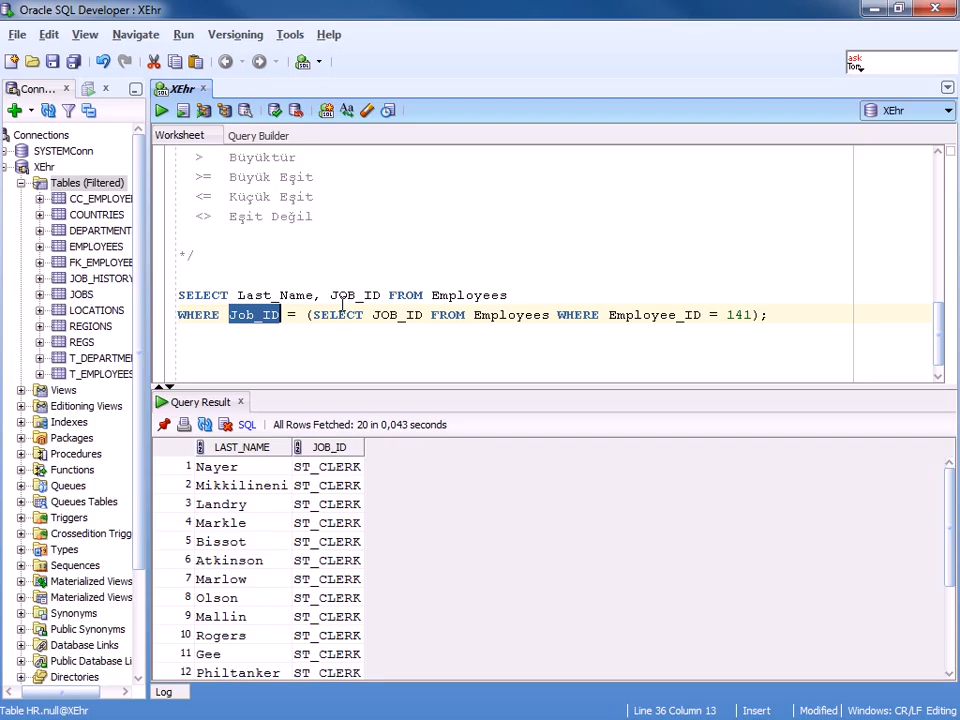 Oracle SQL Developer : XEhr
File Edit View Navigate Run Versioning Tools Help
ask
Tom
Conn...
XEhr
XEhr
Worksheet Query Builder
Connections
SYSTEMConn
XEhr
Tables (Filtered)
CC_EMPLOYE
COUNTRIES
DEPARTMENT
EMPLOYEES
FK_EMPLOYEE
JOB_HISTORY
JOBS
LOCATIONS
REGIONS
REGS
T_DEPARTME
T_EMPLOYEES
Views
Editioning Views
Indexes
Packages
Procedures
Functions
Queues
Queues Tables
Triggers
Crossedition Trigg
Types
Sequences
Materialized Views
Materialized Views
Synonyms
Public Synonyms
Database Links
Public Database Li
Directories
> Büyüktür
>= Büyük Eşit
<= Küçük Eşit
<> Eşit Değil
*/
SELECT Last_Name, JOB_ID FROM Employees
WHERE Job_ID = (SELECT JOB_ID FROM Employees WHERE Employee_ID = 141);
Query Result
SQL | All Rows Fetched: 20 in 0,043 seconds
LAST_NAME JOB_ID
1 Nayer ST_CLERK
2 Mikkilineni ST_CLERK
3 Landry ST_CLERK
4 Markle ST_CLERK
5 Bissot ST_CLERK
6 Atkinson ST_CLERK
7 Marlow ST_CLERK
8 Olson ST_CLERK
9 Mallin ST_CLERK
10 Rogers ST_CLERK
11 Gee ST_CLERK
12 Philtanker ST_CLERK
Log
Table HR.null@XEhr
Line 36 Column 13 Insert Modified Windows: CR/LF Editing